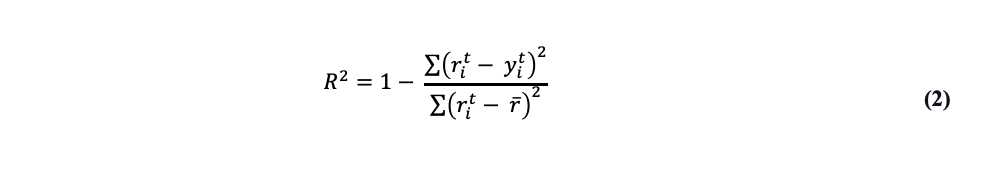 R² = 1 − ∑(rᵢᵗ − yᵢᵗ)² / ∑(rᵢᵗ − r̄)² (2)